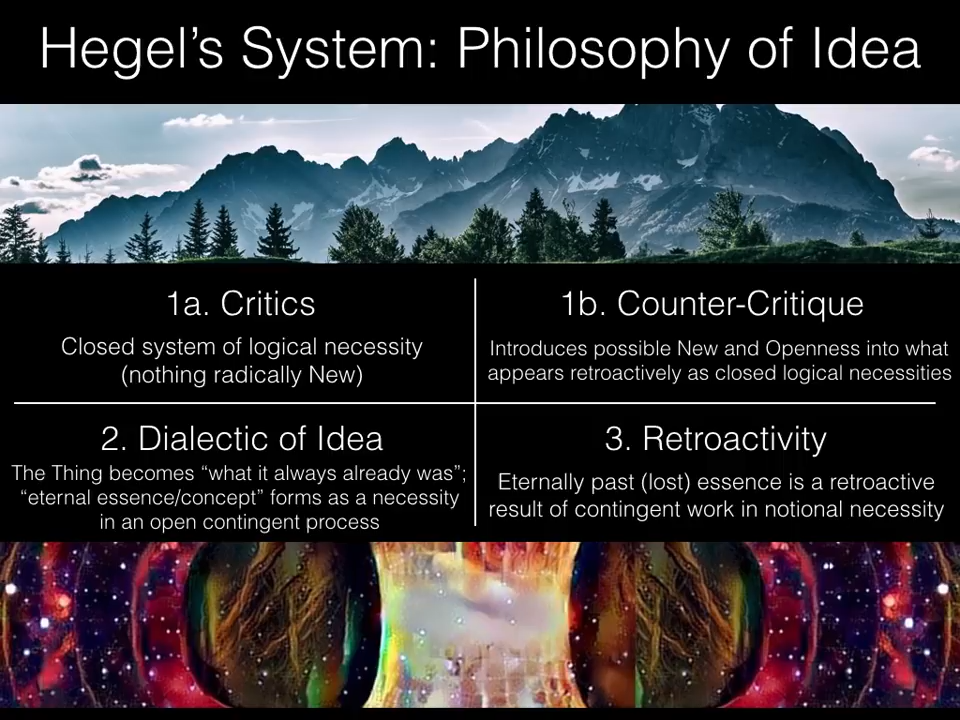 Hegel’s System: Philosophy of Idea
1a. Critics
Closed system of logical necessity
(nothing radically New)
1b. Counter-Critique
Introduces possible New and Openness into what
appears retroactively as closed logical necessities
2. Dialectic of Idea
The Thing becomes “what it always already was”;
“eternal essence/concept” forms as a necessity
in an open contingent process
3. Retroactivity
Eternally past (lost) essence is a retroactive
result of contingent work in notional necessity